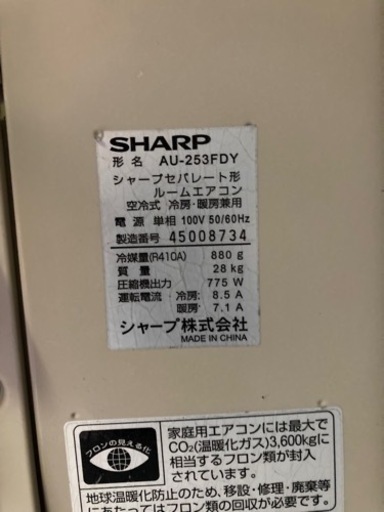 SHARP
形名 AU-253FDY
シャープセパレート形
ルームエアコン
空冷式 冷房・暖房兼用
電源 単相 100V 50/60Hz
製造番号 45008734
冷媒量(R410A) 880 g
質量 28 kg
圧縮機出力 775 W
運転電流 冷房: 8.5 A
暖房: 7.1 A
シャープ株式会社
MADE IN CHINA
フロンの見える化
家庭用エアコンには最大で
CO₂(温暖化ガス)3,600kgに
相当するフロン類が封入
されています。
地球温暖化防止のため、移設・修理・廃棄等
にあたってはフロン類の回収が必要です。